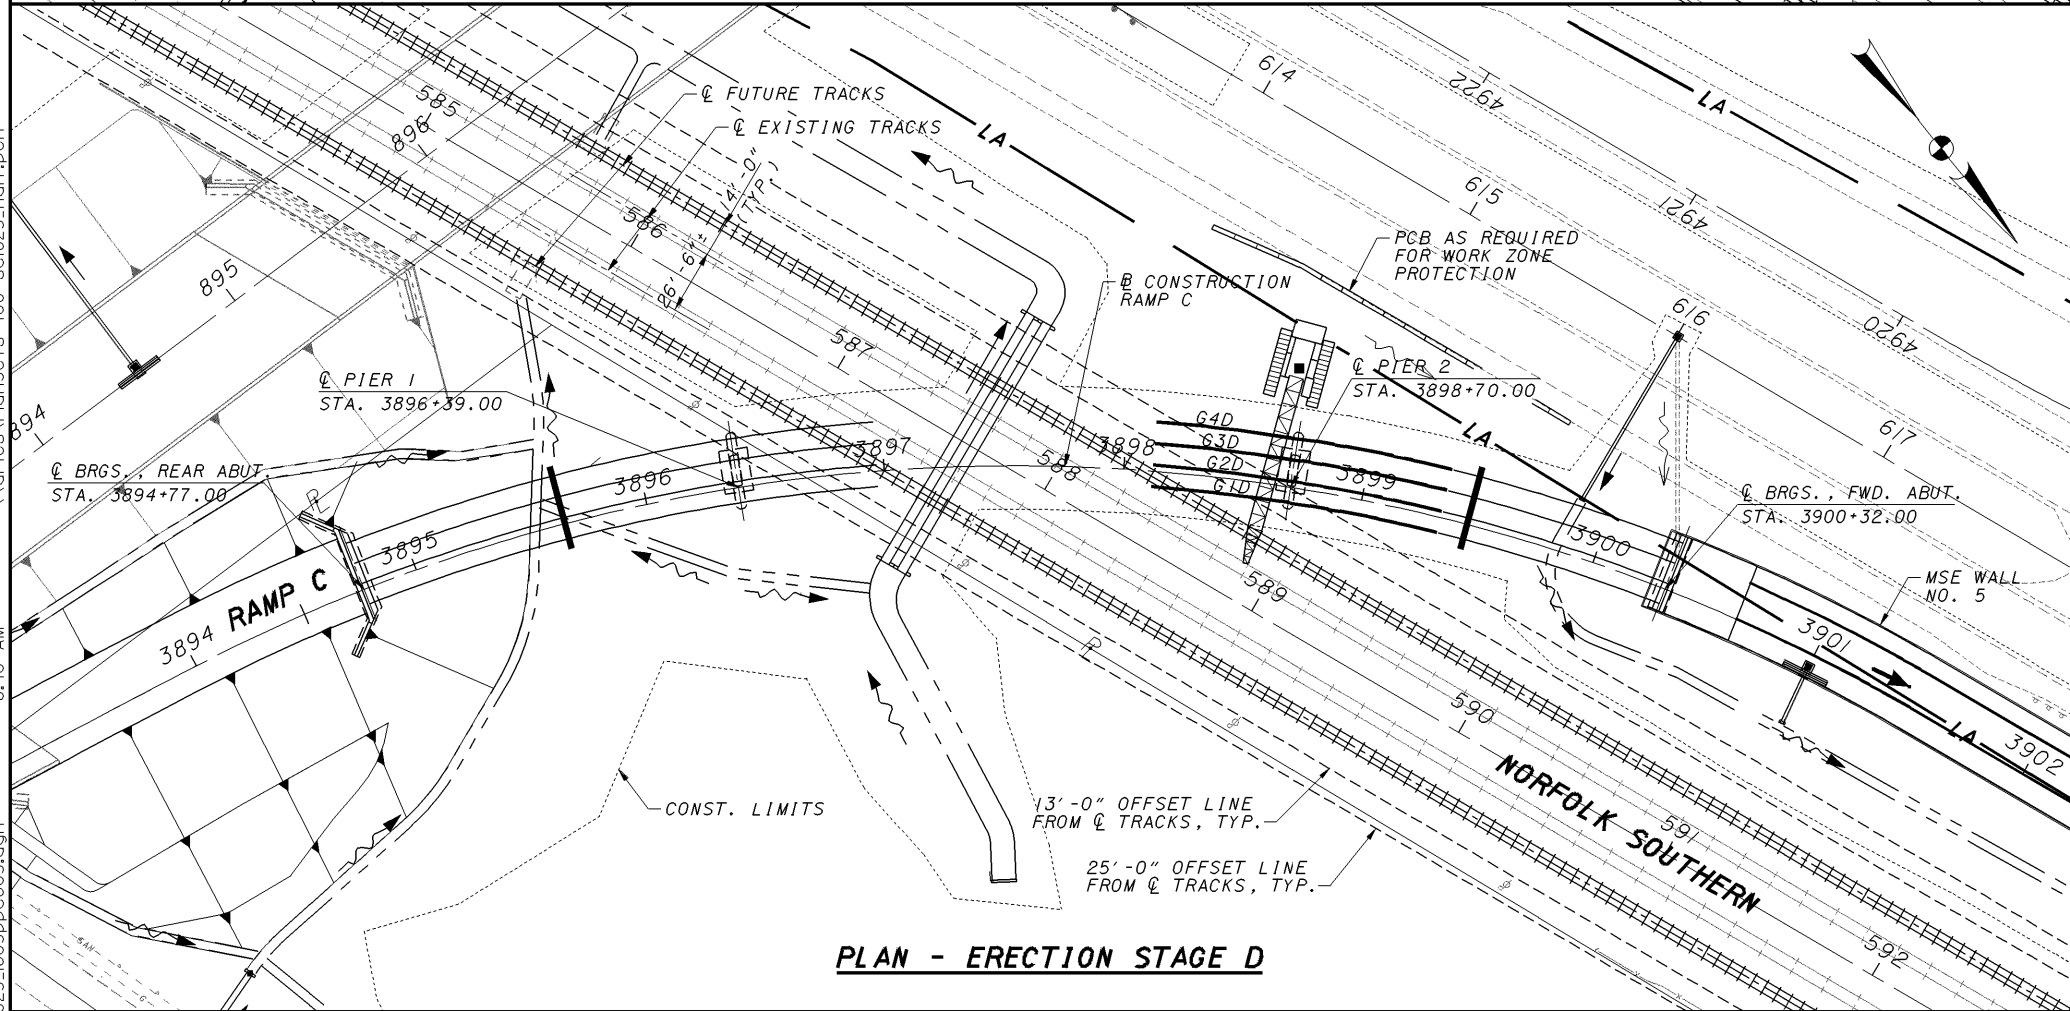 ℄ FUTURE TRACKS
℄ EXISTING TRACKS
14'-0"
(TYP.)
26'-6"±
LA
LA
614
615
616
617
4922
4921
4920
585
896
586
895
587
894
PCB AS REQUIRED
FOR WORK ZONE
PROTECTION
B CONSTRUCTION
RAMP C
℄ PIER 1
STA. 3896+39.00
℄ PIER 2
STA. 3898+70.00
LA
G4D
G3D
G2D
G1D
3897
3898
3899
588
3896
℄ BRGS., REAR ABUT.
STA. 3894+77.00
℄ BRGS., FWD. ABUT.
STA. 3900+32.00
3895
3900
RAMP C
3894
589
MSE WALL
NO. 5
3901
LA
3902
590
NORFOLK SOUTHERN
591
592
CONST. LIMITS
13'-0" OFFSET LINE
FROM ℄ TRACKS, TYP.
25'-0" OFFSET LINE
FROM ℄ TRACKS, TYP.
SAN
PLAN - ERECTION STAGE D